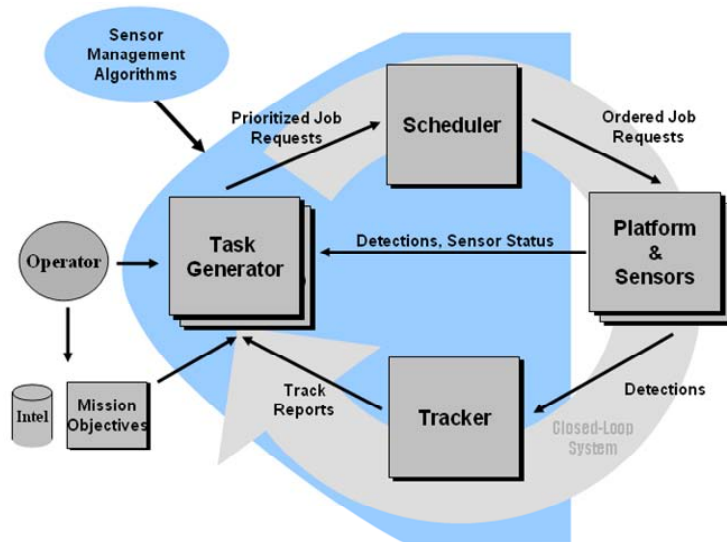 Sensor
Management
Algorithms
Prioritized Job
Requests
Scheduler
Ordered Job
Requests
Operator
Task
Generator
Detections, Sensor Status
Platform
&
Sensors
Intel
Mission
Objectives
Track
Reports
Tracker
Detections
Closed-Loop
System